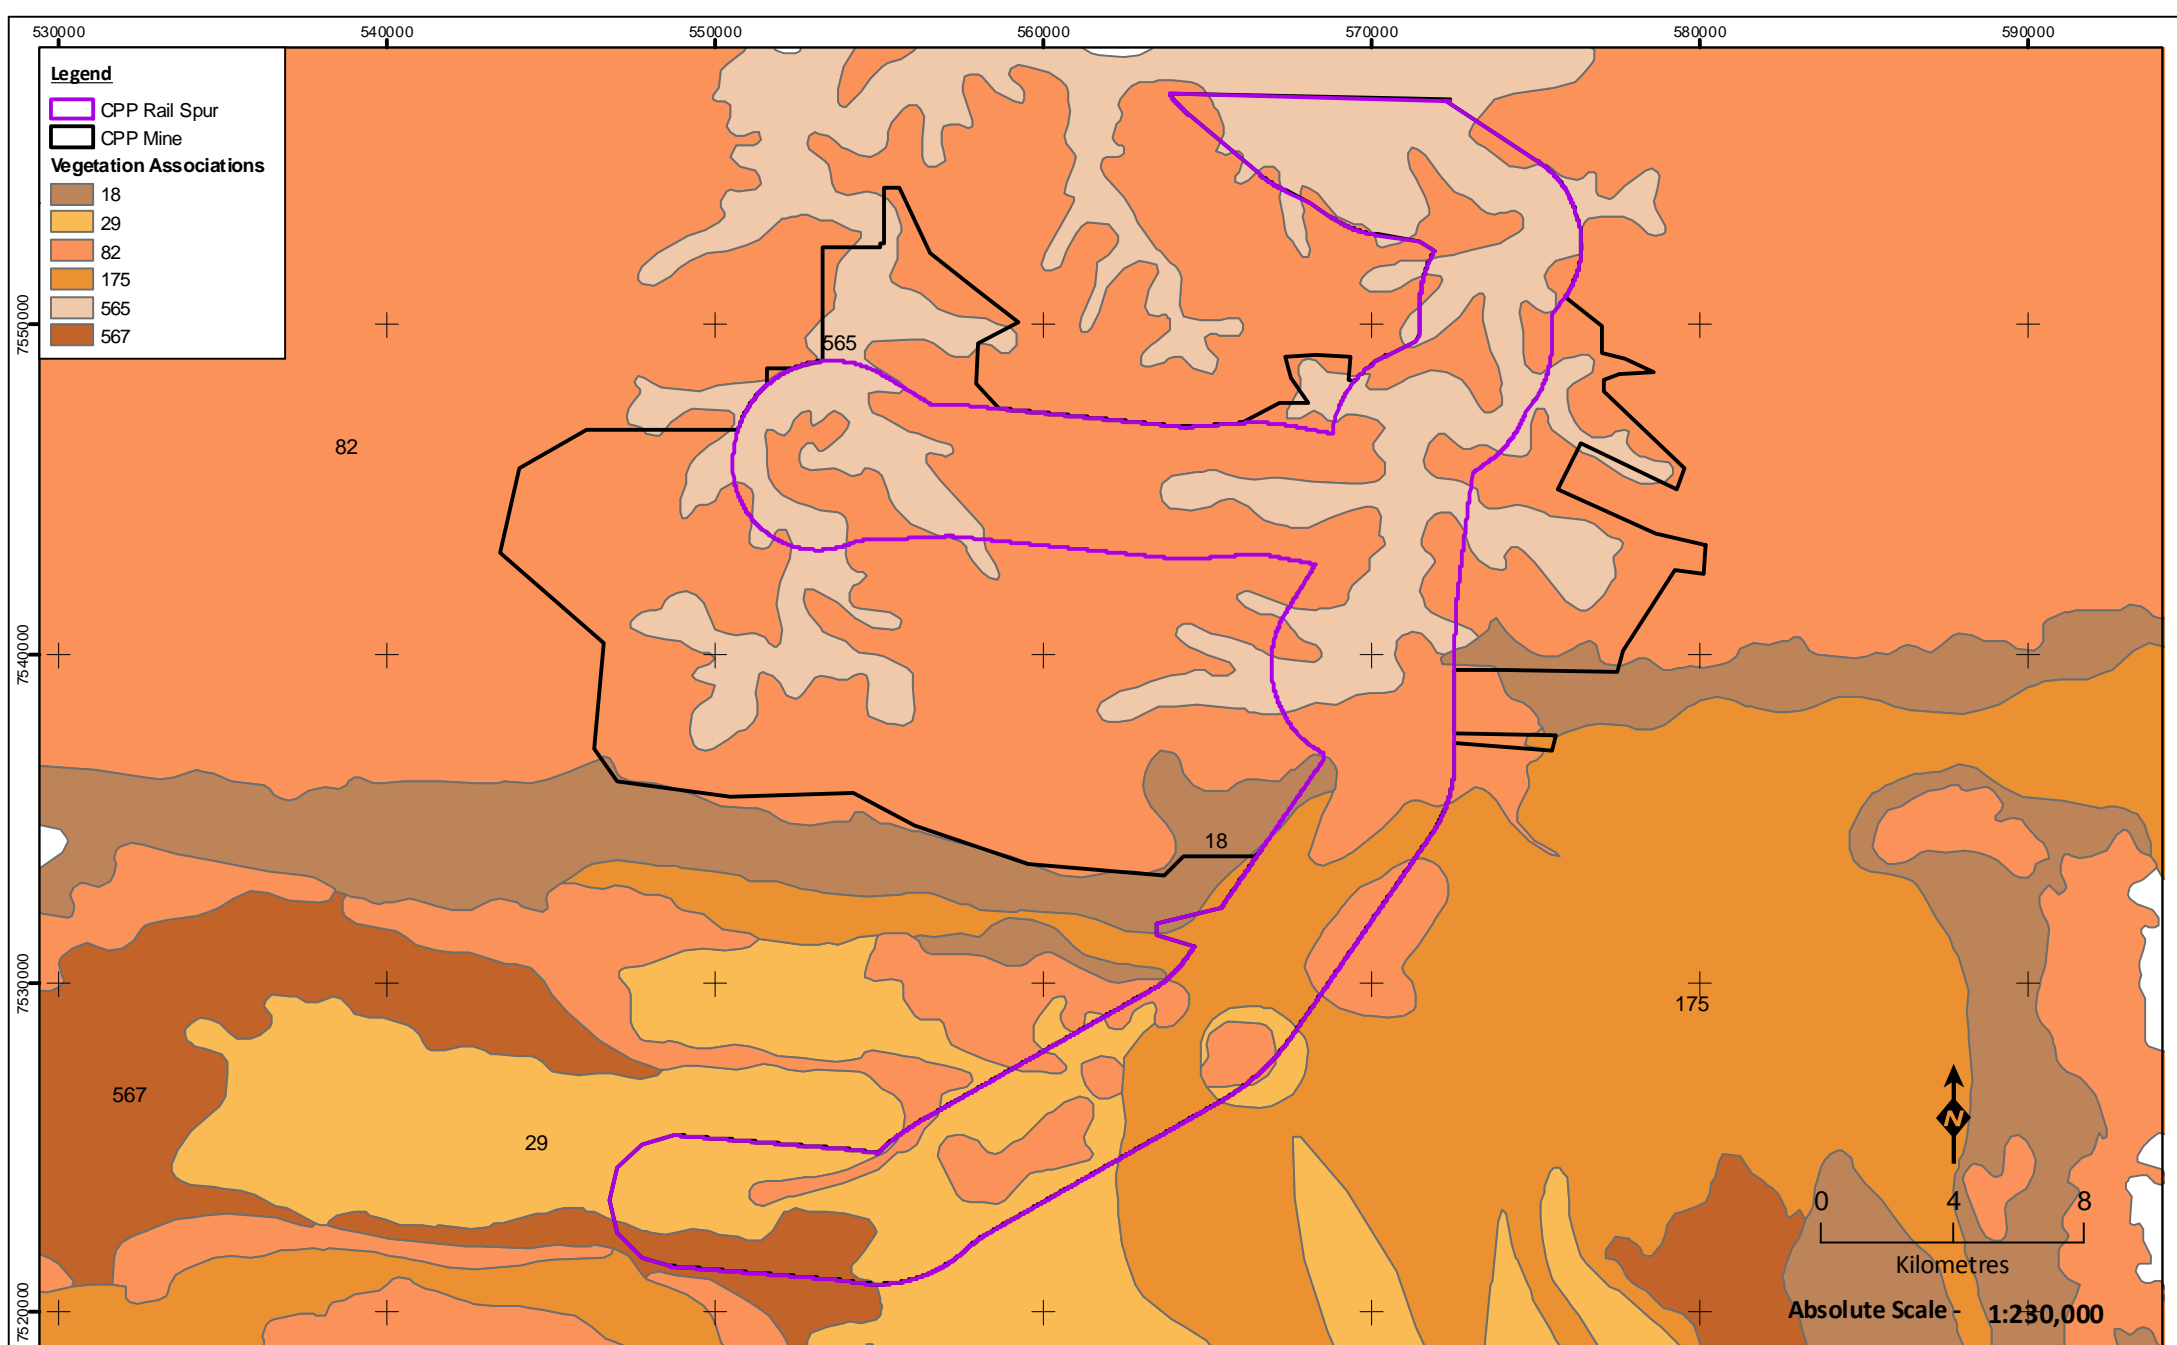 530000 540000 550000 560000 570000 580000 590000
Legend
CPP Rail Spur
CPP Mine
Vegetation Associations
18
29
82
175
565
567
7550000
7540000
7530000
7520000
565
82
18
175
567
29
N
0 4 8
Kilometres
Absolute Scale - 1:230,000